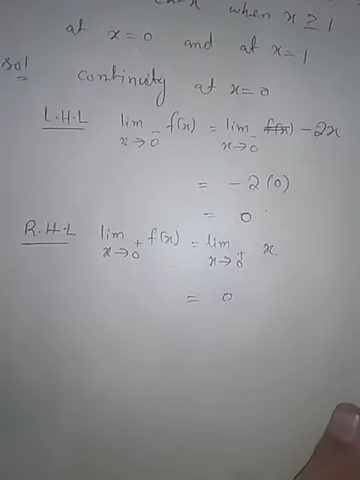 when x ≥ 1
at x=0 and at x=1
Sol continuity at x=0
L.H.L lim x→0⁻ f(x) = lim x→0⁻ f(x) -2x
= -2(0)
= 0
R.H.L lim x→0⁺ f(x) = lim x→0⁺ x
= 0